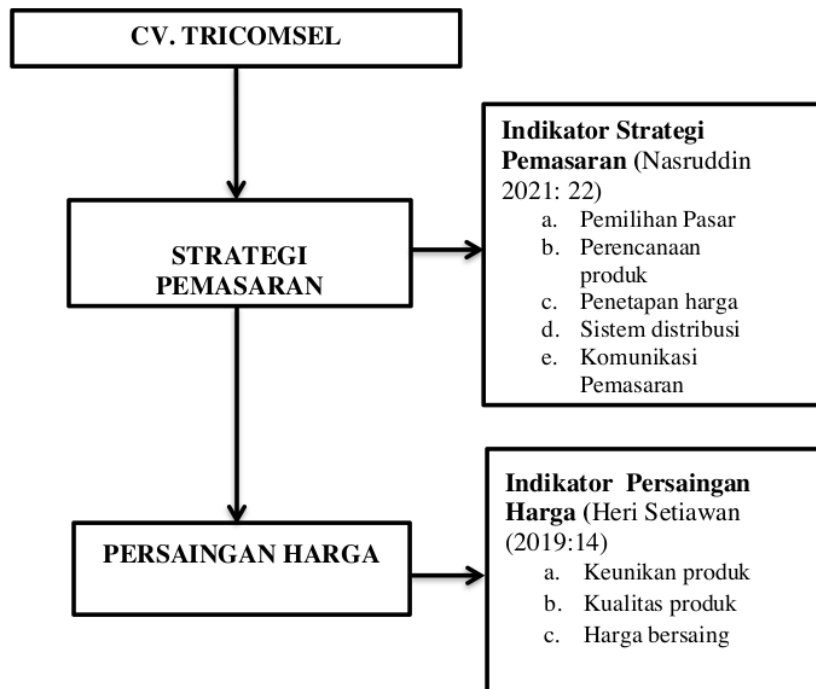 CV. TRICOMSEL
Indikator Strategi
Pemasaran (Nasruddin
2021: 22)
a. Pemilihan Pasar
b. Perencanaan
produk
c. Penetapan harga
d. Sistem distribusi
e. Komunikasi
Pemasaran
STRATEGI
PEMASARAN
Indikator Persaingan
Harga (Heri Setiawan
(2019:14)
a. Keunikan produk
b. Kualitas produk
c. Harga bersaing
PERSAINGAN HARGA